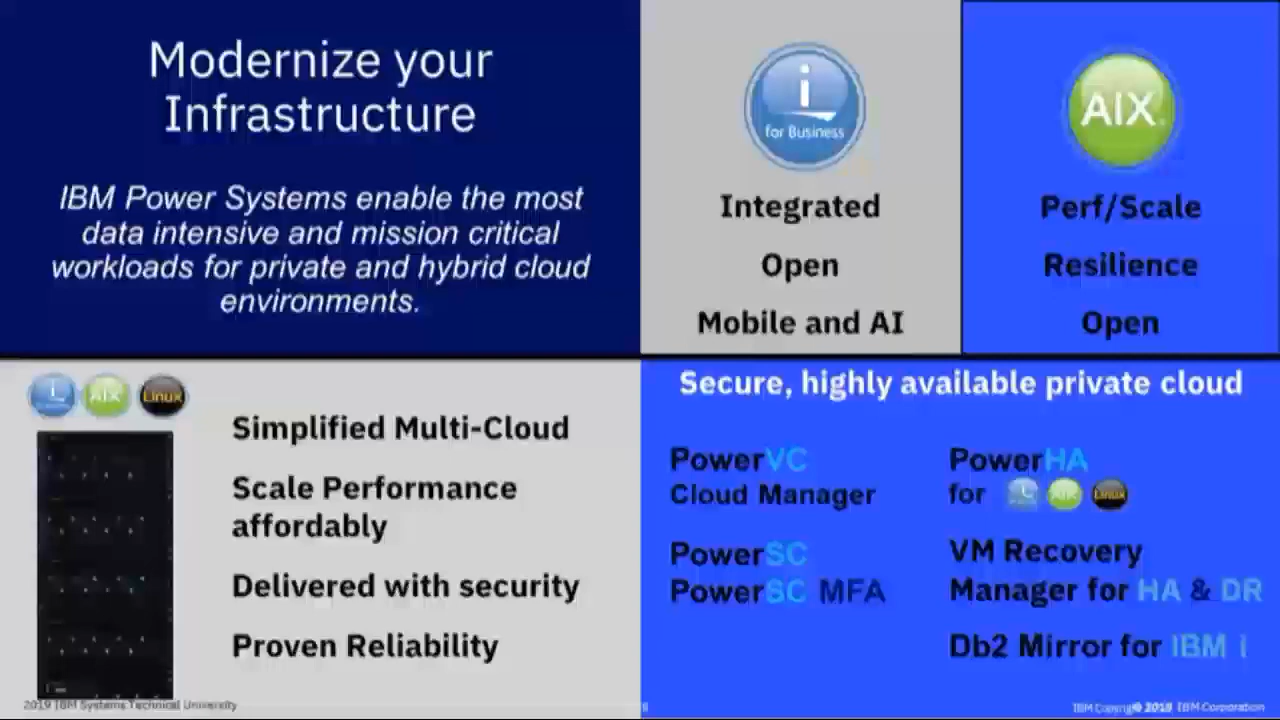 Modernize your
Infrastructure
IBM Power Systems enable the most
data intensive and mission critical
workloads for private and hybrid cloud
environments.
i
for Business
Integrated
Open
Mobile and AI
AIX
Perf/Scale
Resilience
Open
i
AIX
Linux
Simplified Multi-Cloud
Scale Performance
affordably
Delivered with security
Proven Reliability
2019 IBM Systems Technical University
Secure, highly available private cloud
PowerVC
Cloud Manager
PowerSC
PowerSC MFA
PowerHA
for
AIX
Linux
VM Recovery
Manager for HA & DR
Db2 Mirror for IBM i
© 2019 IBM Corporation